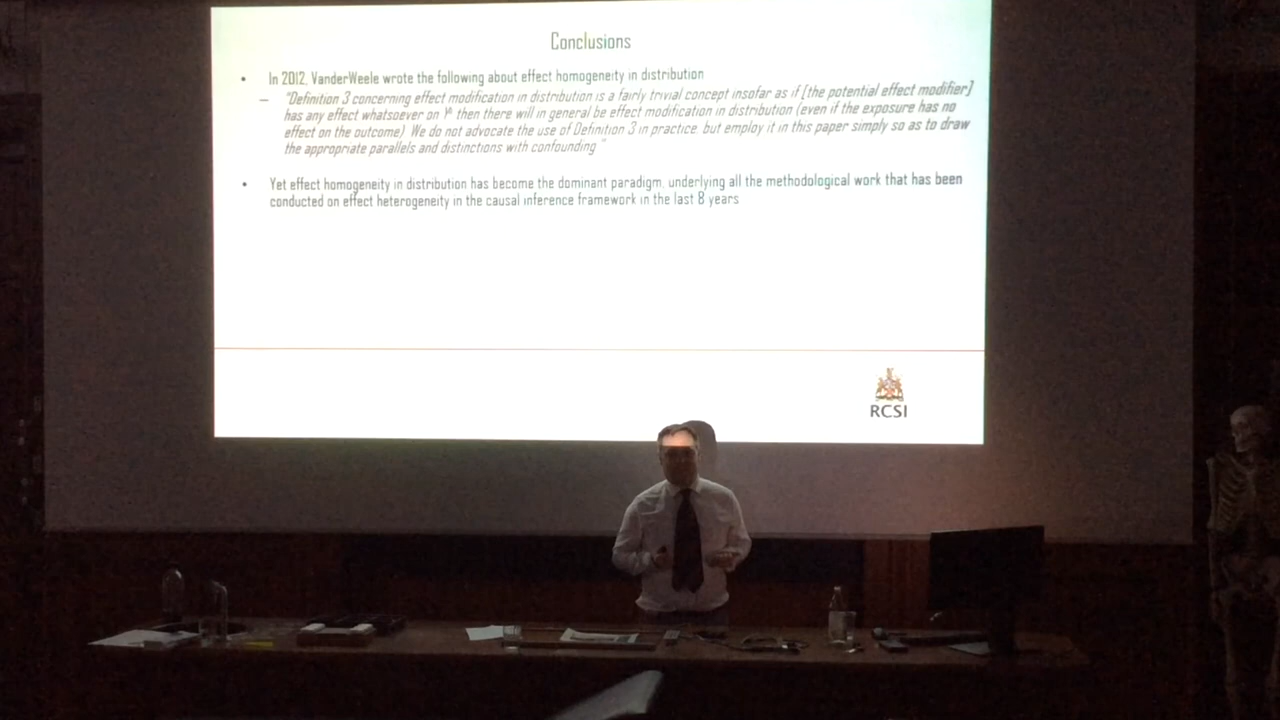 Conclusions
• In 2012, VanderWeele wrote the following about effect homogeneity in distribution
– "Definition 3 concerning effect modification in distribution is a fairly trivial concept insofar as if [the potential effect modifier]
has any effect whatsoever on Yᵃ then there will in general be effect modification in distribution (even if the exposure has no
effect on the outcome). We do not advocate the use of Definition 3 in practice, but employ it in this paper simply so as to draw
the appropriate parallels and distinctions with confounding."
• Yet effect homogeneity in distribution has become the dominant paradigm, underlying all the methodological work that has been
conducted on effect heterogeneity in the causal inference framework in the last 8 years
RCSI